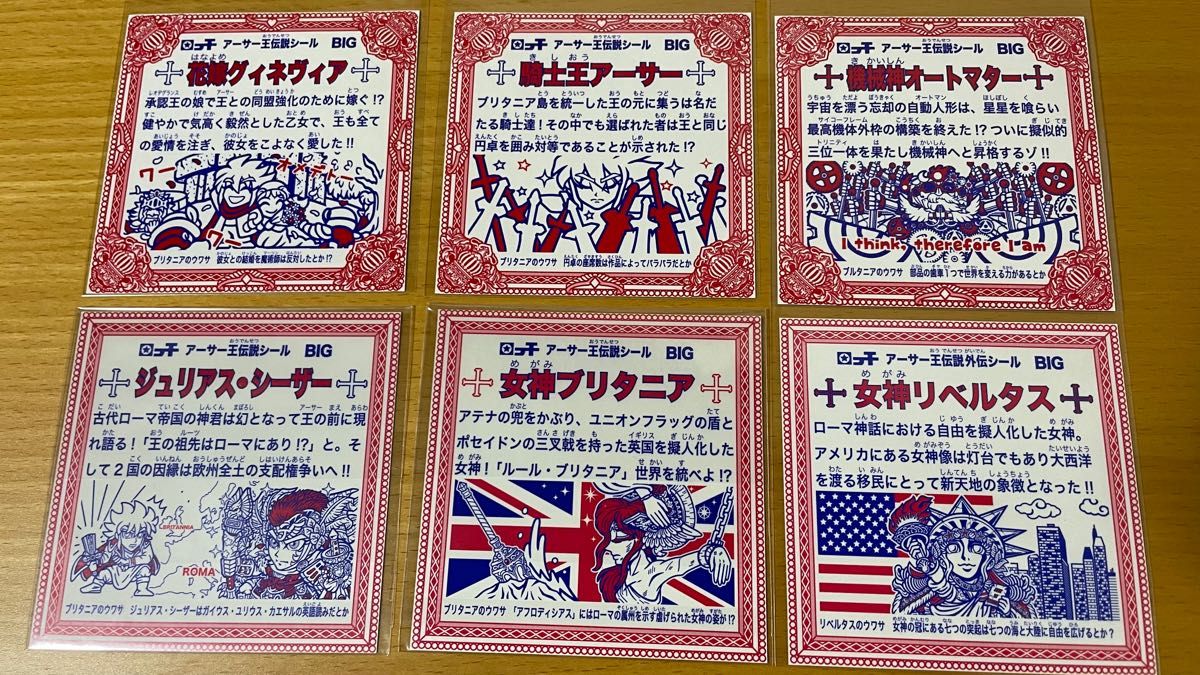 ロッ千 アーサー王伝説シール BIG
花嫁グィネヴィア
承認王の娘で王との同盟強化のために嫁ぐ!?
健やかで気高く毅然とした乙女で、王も全て
の愛情を注ぎ、彼女をこよなく愛した!!
ワー
オメデトー
ワー
ブリタニアのウワサ 彼女との結婚を魔術師は反対したとか!?
ロッ千 アーサー王伝説シール BIG
騎士王アーサー
ブリタニア島を統一した王の元に集うは名だ
たる騎士達!その中でも選ばれた者は王と同じ
円卓を囲み対等であることが示された!?
ブリタニアのウワサ 円卓の座席数は作品によってバラバラだとか
ロッ千 アーサー王伝説シール BIG
機械神オートマター
宇宙を漂う忘却の自動人形は、星星を喰らい
最高機体外枠の構築を終えた!?ついに擬似的
三位一体を果たし機械神へと昇格するゾ!!
I think, therefore I am
ブルタニアのウワサ 部品の歯車1つで世界を変える力があるとか
ロッ千 アーサー王伝説シール BIG
ジュリアス・シーザー
古代ローマ帝国の神君は幻となって王の前に現
れ語る!「王の祖先はローマにあり!?」と。そ
して2国の因縁は欧州全土の支配権争いへ!!
BRITANNIA
ROMA
ブリタニアのウワサ ジュリアス・シーザーはガイウス・ユリウス・カエサルの英語読みだとか
ロッ千 アーサー王伝説シール BIG
女神ブリタニア
アテナの兜をかぶり、ユニオンフラッグの盾と
ポセイドンの三叉戟を持った英国を擬人化した
女神!「ルール・ブリタニア」世界を統べよ!?
ブリタニアのウワサ 「アフロディシアス」にはローマの属州を示す虐げられた女神の姿が!?
ロッ千 アーサー王伝説外伝シール BIG
女神リベルタス
ローマ神話における自由を擬人化した女神。
アメリカにある女神像は灯台でもあり大西洋
を渡る移民にとって新天地の象徴となった!!
リベルタスのウワサ 女神の冠にある七つの突起は七つの海と大陸に自由を広げるとか?